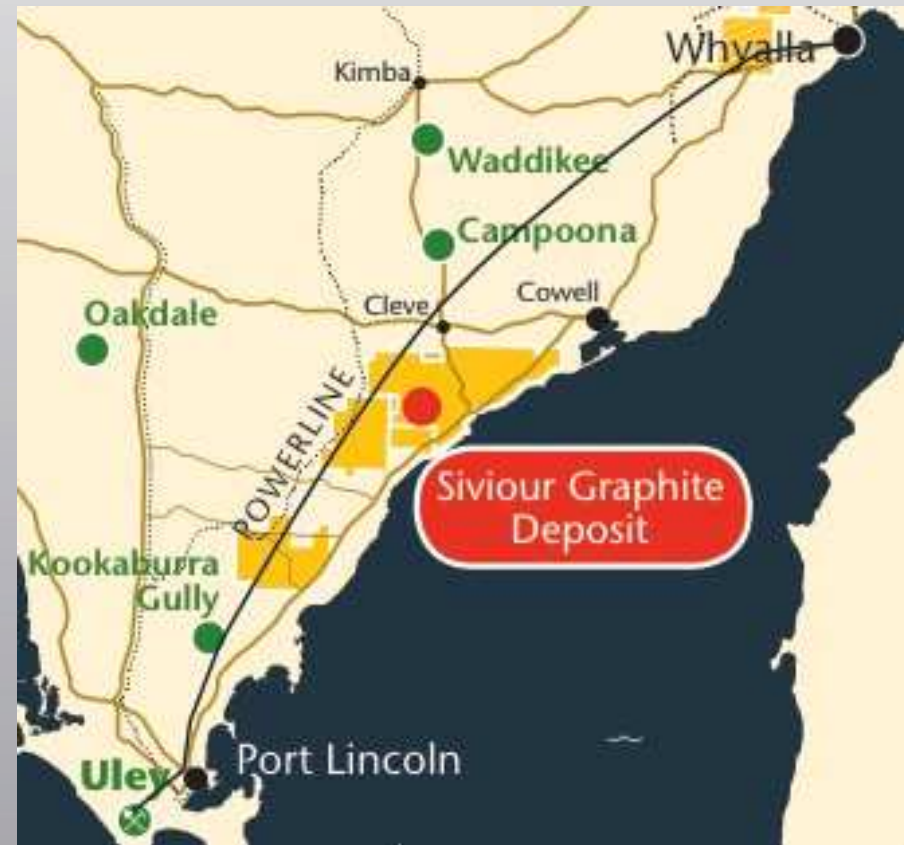 Whyalla
Kimba
Waddikee
Campoona
Cowell
Cleve
Oakdale
POWERLINE
Siviour Graphite
Deposit
Kookaburra
Gully
Port Lincoln
Uley